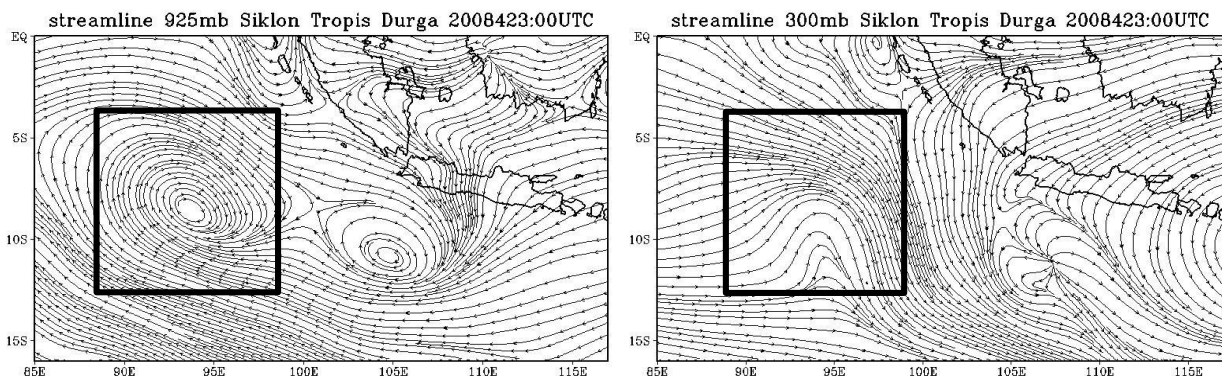 streamline 925mb Siklon Tropis Durga 2008423:00UTC
EQ
5S
10S
15S
85E 90E 95E 100E 105E 110E 115E
streamline 300mb Siklon Tropis Durga 2008423:00UTC
EQ
5S
10S
15S
85E 90E 95E 100E 105E 110E 115E